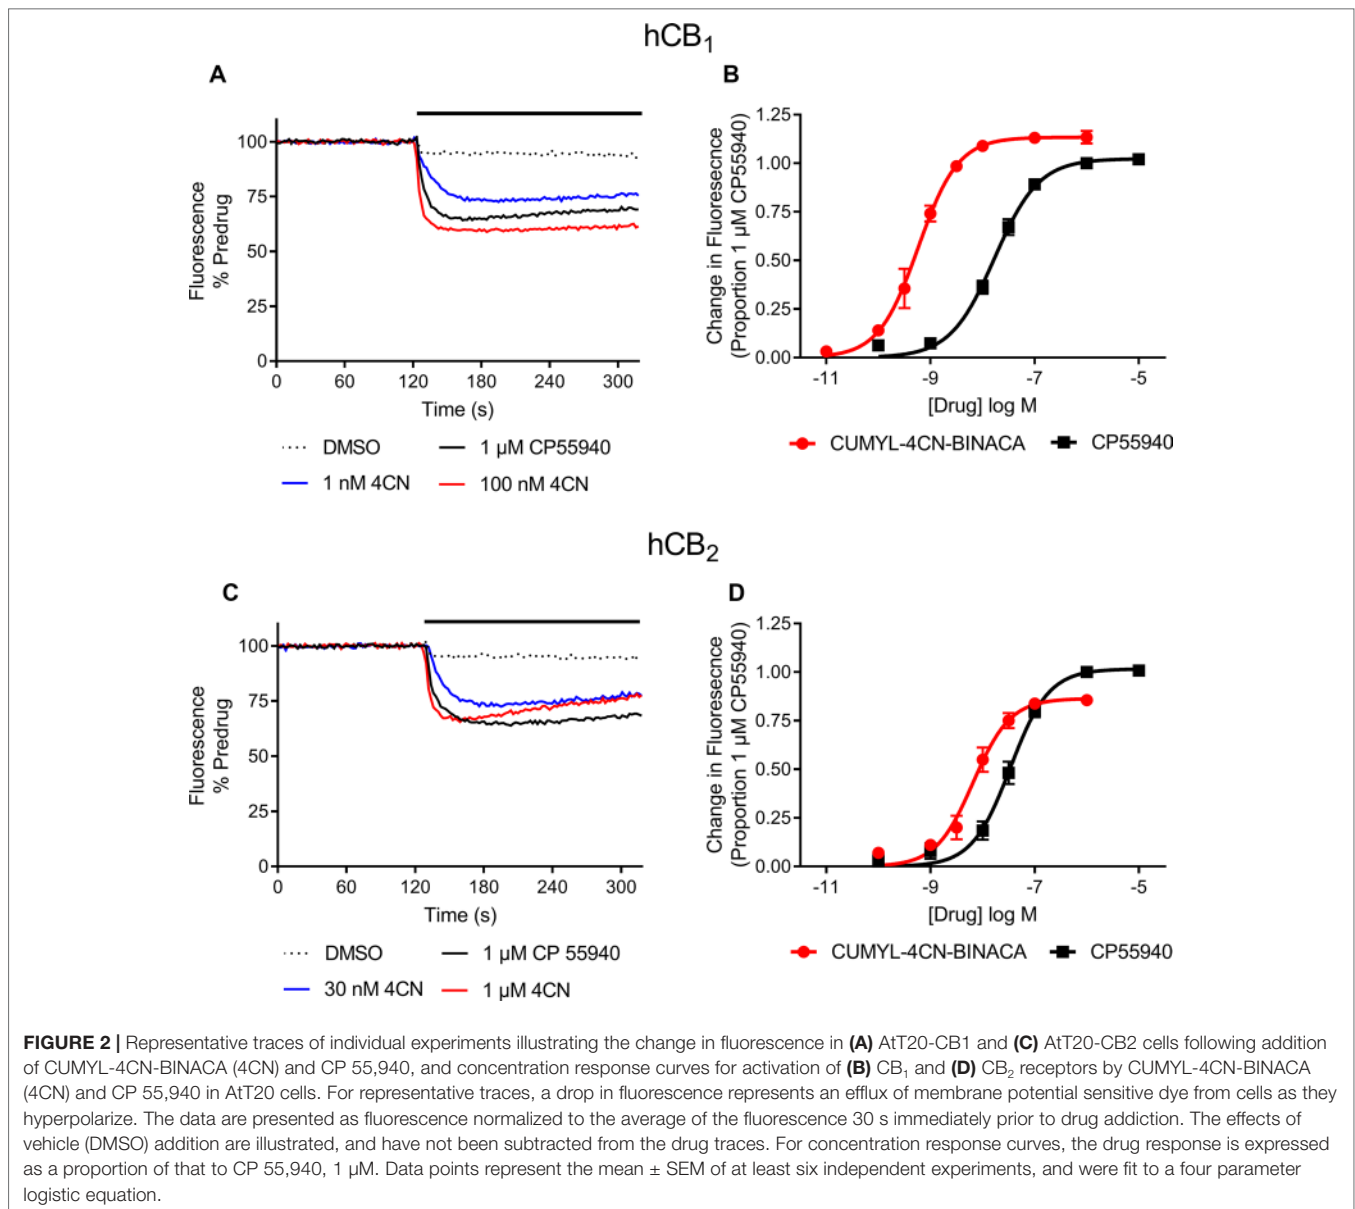 hCB1
A
Fluorescence
% Predrug
100
75
50
25
0
0 60 120 180 240 300
Time (s)
DMSO
1 µM CP55940
1 nM 4CN
100 nM 4CN
B
Change in Fluoresecnce
(Proportion 1 µM CP55940)
1.25
1.00
0.75
0.50
0.25
0.00
-11 -9 -7 -5
[Drug] log M
CUMYL-4CN-BINACA
CP55940
hCB2
C
Fluorescence
% Predrug
100
75
50
25
0
0 60 120 180 240 300
Time (s)
DMSO
1 µM CP 55940
30 nM 4CN
1 µM 4CN
D
Change in Fluoresecnce
(Proportion 1 µM CP55940)
1.25
1.00
0.75
0.50
0.25
0.00
-11 -9 -7 -5
[Drug] log M
CUMYL-4CN-BINACA
CP55940
FIGURE 2 | Representative traces of individual experiments illustrating the change in fluorescence in (A) AtT20-CB1 and (C) AtT20-CB2 cells following addition
of CUMYL-4CN-BINACA (4CN) and CP 55,940, and concentration response curves for activation of (B) CB1 and (D) CB2 receptors by CUMYL-4CN-BINACA
(4CN) and CP 55,940 in AtT20 cells. For representative traces, a drop in fluorescence represents an efflux of membrane potential sensitive dye from cells as they
hyperpolarize. The data are presented as fluorescence normalized to the average of the fluorescence 30 s immediately prior to drug addiction. The effects of
vehicle (DMSO) addition are illustrated, and have not been subtracted from the drug traces. For concentration response curves, the drug response is expressed
as a proportion of that to CP 55,940, 1 µM. Data points represent the mean ± SEM of at least six independent experiments, and were fit to a four parameter
logistic equation.